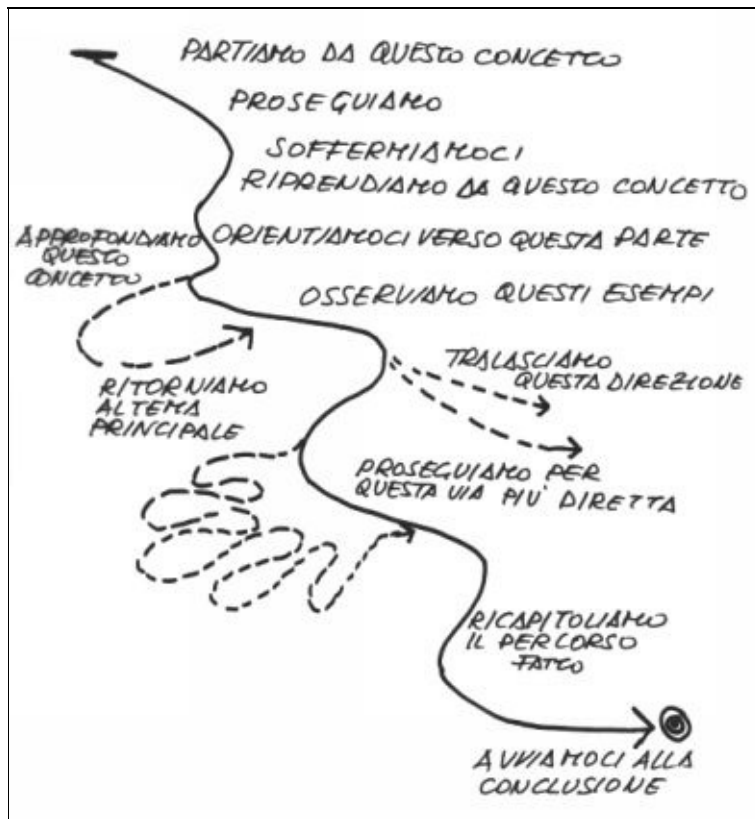 PARTIAMO DA QUESTO CONCETTO
PROSEGUIAMO
SOFFERMIAMOCI
RIPRENDIAMO DA QUESTO CONCETTO
ORIENTIAMOCI VERSO QUESTA PARTE
APPROFONDIAMO
QUESTO
CONCETTO
OSSERVIAMO QUESTI ESEMPI
TRALASCIAMO
QUESTA DIREZIONE
RITORNIAMO
AL TEMA
PRINCIPALE
PROSEGUIAMO PER
QUESTA VIA PIÙ DIRETTA
RICAPITOLIAMO
IL PERCORSO
FATTO
AVVIAMOCI ALLA
CONCLUSIONE